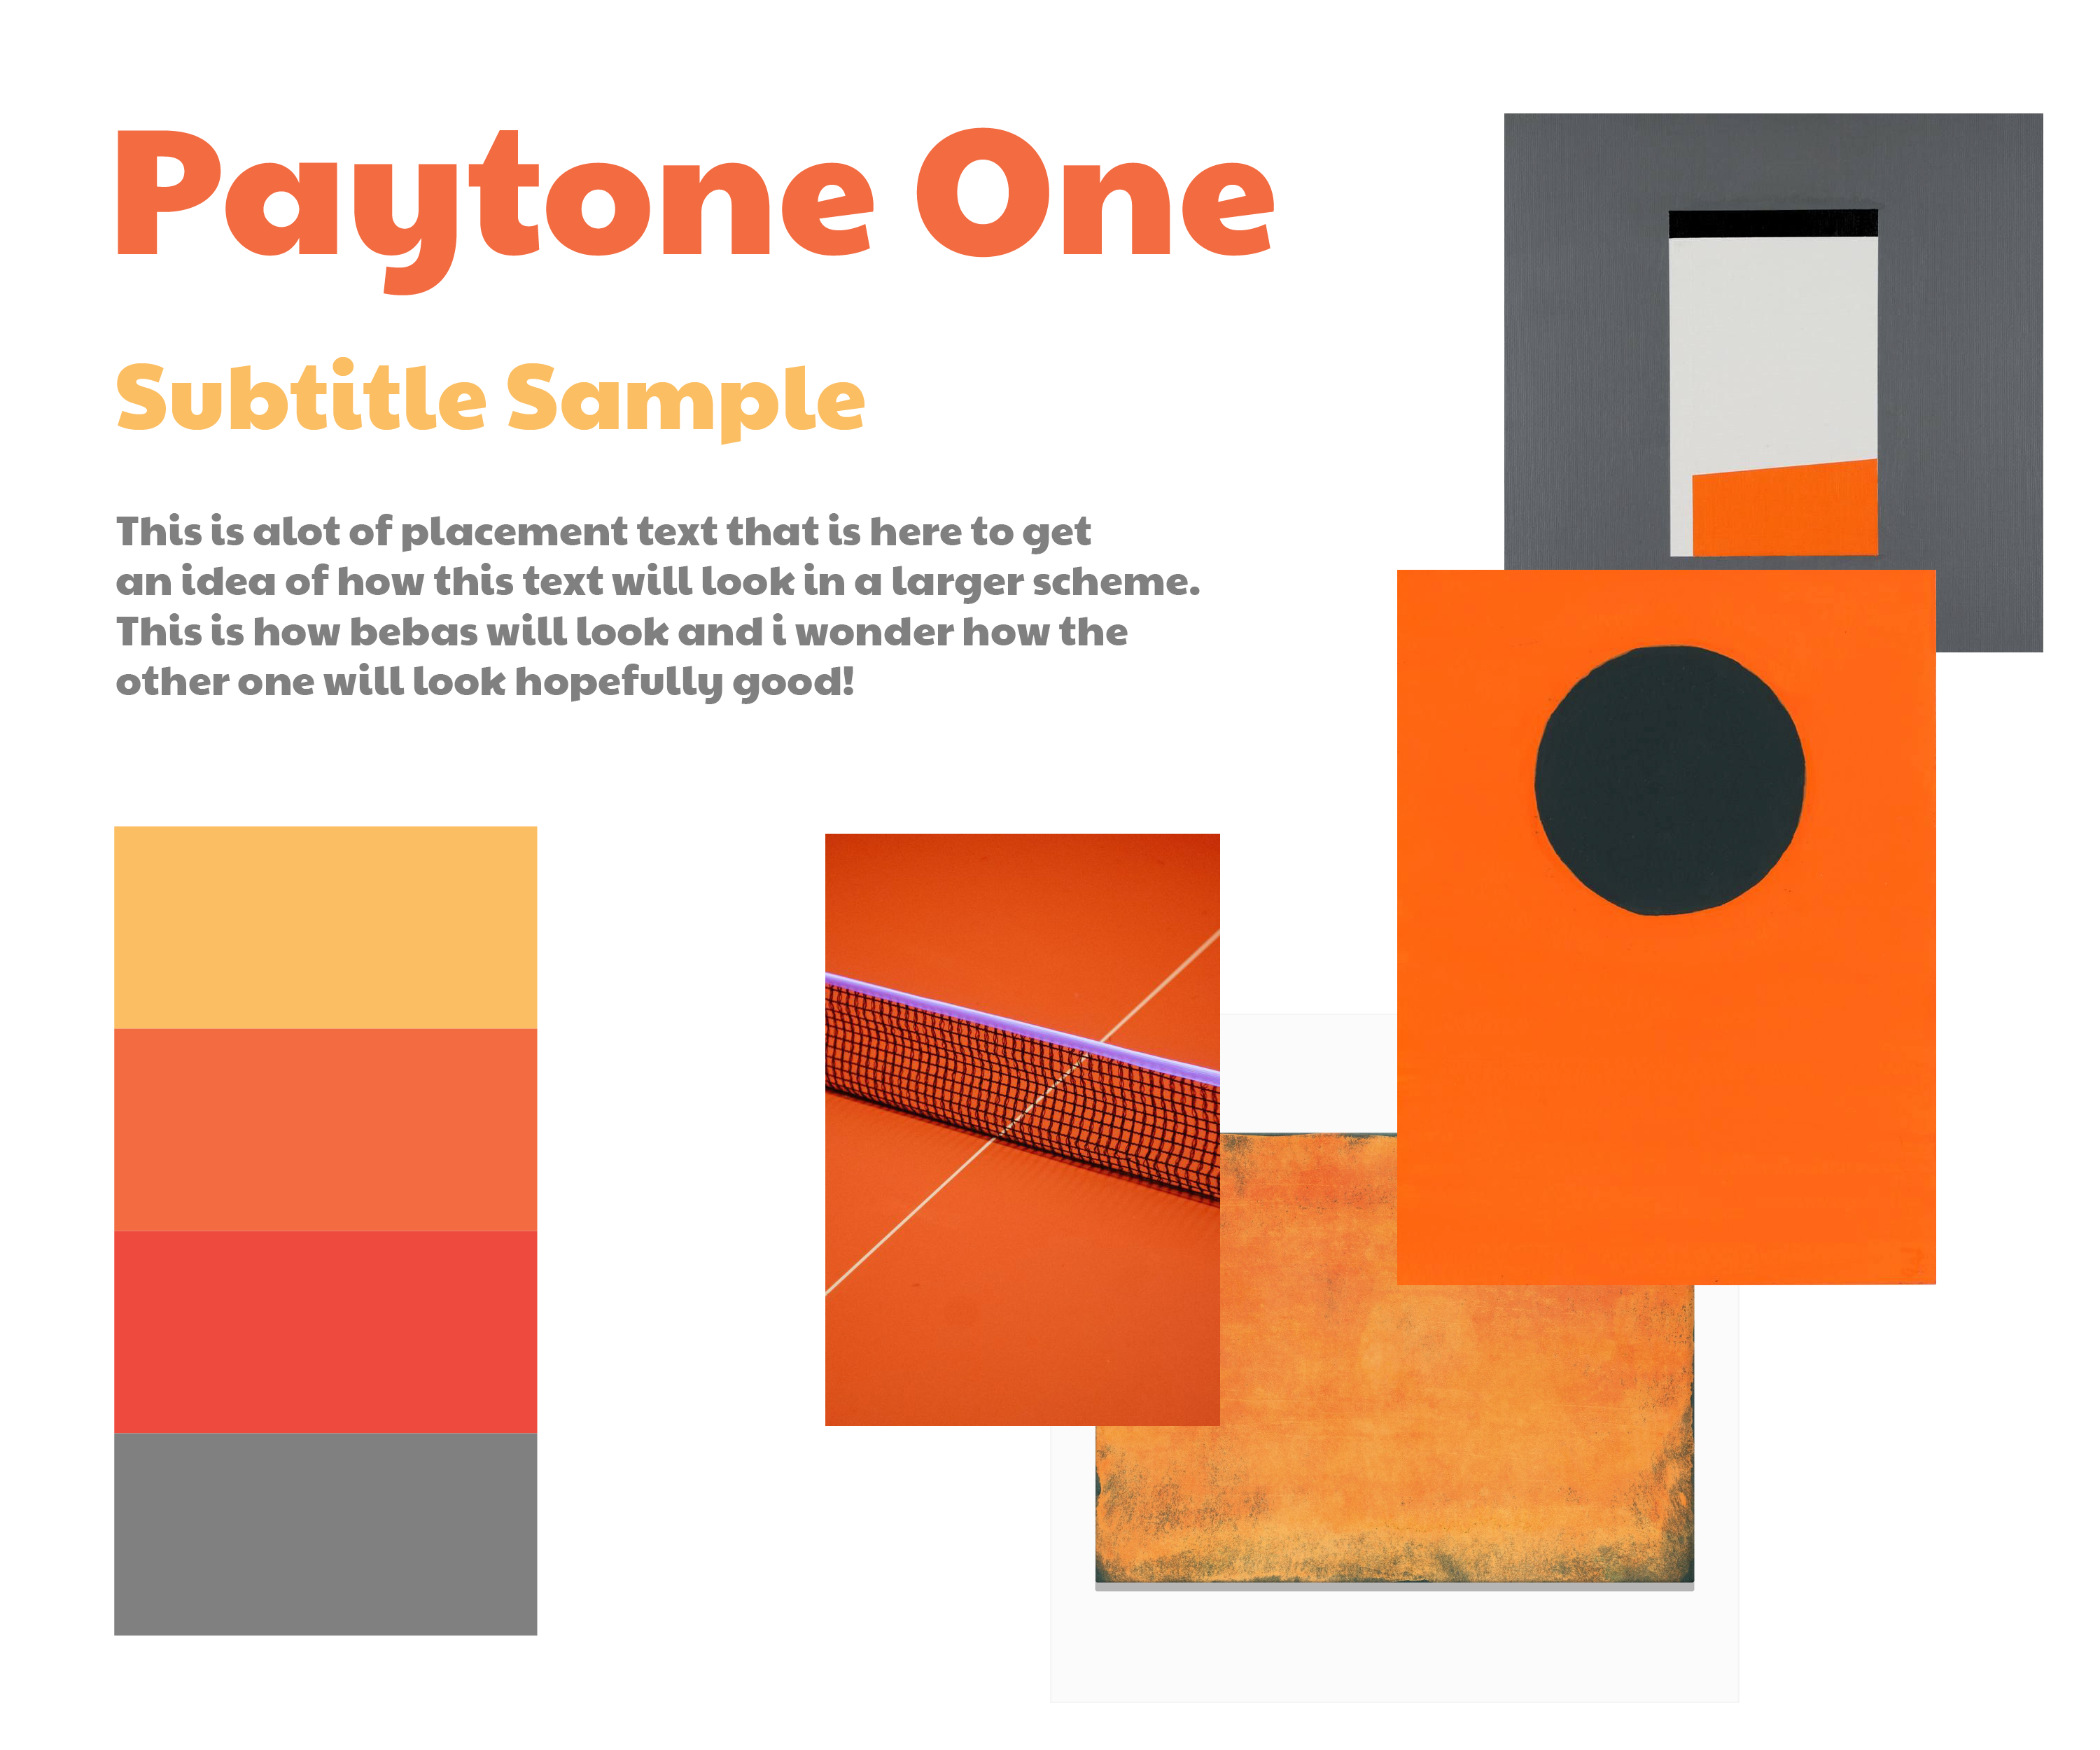 Paytone One
Subtitle Sample
This is alot of placement text that is here to get
an idea of how this text will look in a larger scheme.
This is how bebas will look and i wonder how the
other one will look hopefully good!